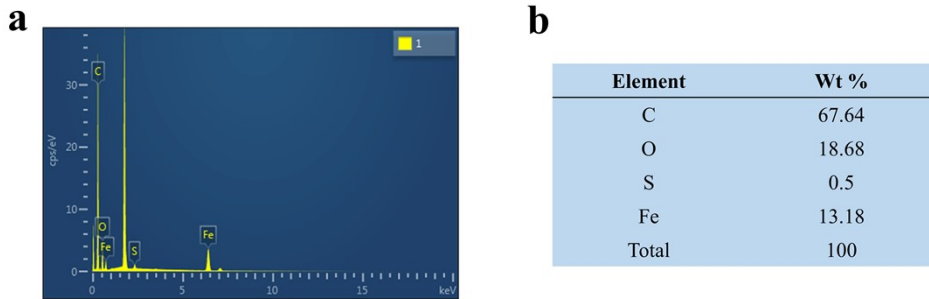 a
b
1
C
O
Fe
S
Fe
cps/eV
30
20
10
0
0
5
10
15
keV
Element Wt %
C 67.64
O 18.68
S 0.5
Fe 13.18
Total 100